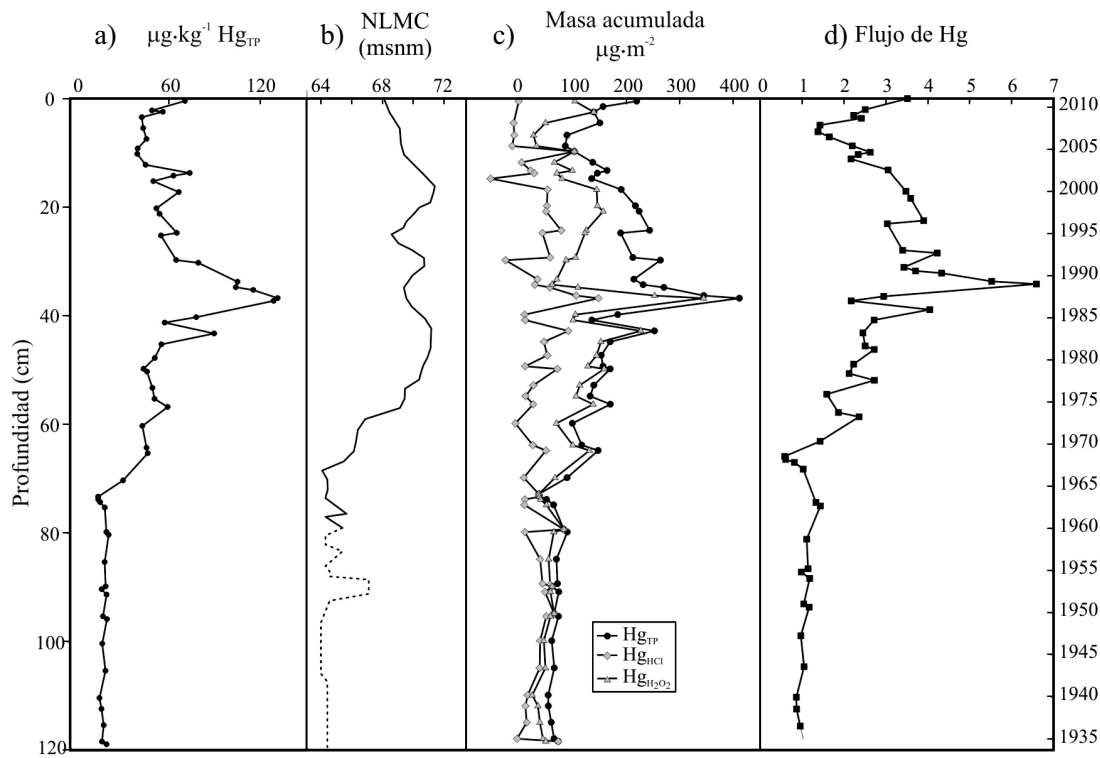 a) μg·kg⁻¹ Hg_TP
b) NLMC
(msnm)
c) Masa acumulada
μg·m⁻²
d) Flujo de Hg
0 60 120
64 68 72
0 100 200 300 400
0 1 2 3 4 5 6 7
Profundidad (cm)
0
20
40
60
80
100
120
2010
2005
2000
1995
1990
1985
1980
1975
1970
1965
1960
1955
1950
1945
1940
1935
Hg_TP
Hg_HCl
Hg_H₂O₂